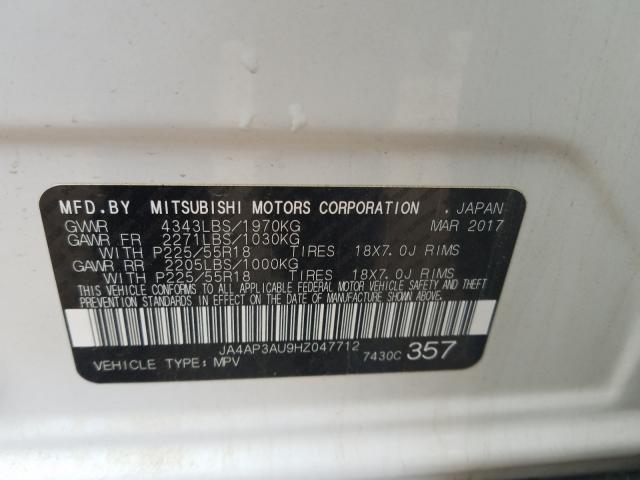 MFD.BY MITSUBISHI MOTORS CORPORATION . JAPAN
GVWR 4343LBS/1970KG MAR 2017
GAWR FR 2271LBS/1030KG
WITH P225/55R18 TIRES 18X7.0J RIMS
GAWR RR 2205LBS/1000KG
WITH P225/55R18 TIRES 18X7.0J RIMS
THIS VEHICLE CONFORMS TO ALL APPLICABLE FEDERAL MOTOR VEHICLE SAFETY AND THEFT
PREVENTION STANDARDS IN EFFECT ON THE DATE OF MANUFACTURE SHOWN ABOVE.
JA4AP3AU9HZ047712
VEHICLE TYPE: MPV 7430C 357